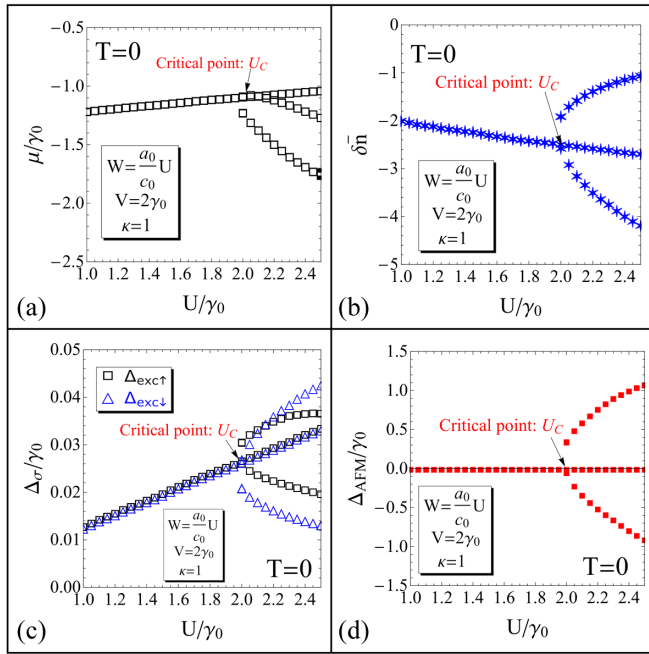 T=0
Critical point: U_C
μ/γ₀
-0.5
-1.0
-1.5
-2.0
-2.5
W=a₀/c₀ U
V=2γ₀
κ=1
1.0 1.2 1.4 1.6 1.8 2.0 2.2 2.4
U/γ₀
(a)
T=0
Critical point: U_C
δn̄
0
-1
-2
-3
-4
-5
W=a₀/c₀ U
V=2γ₀
κ=1
1.0 1.2 1.4 1.6 1.8 2.0 2.2 2.4
U/γ₀
(b)
Δ_exc↑
Δ_exc↓
Critical point: U_C
Δ_σ/γ₀
0.05
0.04
0.03
0.02
0.01
0.00
W=a₀/c₀ U
V=2γ₀
κ=1
T=0
1.0 1.2 1.4 1.6 1.8 2.0 2.2 2.4
U/γ₀
(c)
Critical point: U_C
Δ_AFM/γ₀
1.5
1.0
0.5
0.0
-0.5
-1.0
-1.5
W=a₀/c₀ U
V=2γ₀
κ=1
T=0
1.0 1.2 1.4 1.6 1.8 2.0 2.2 2.4
U/γ₀
(d)